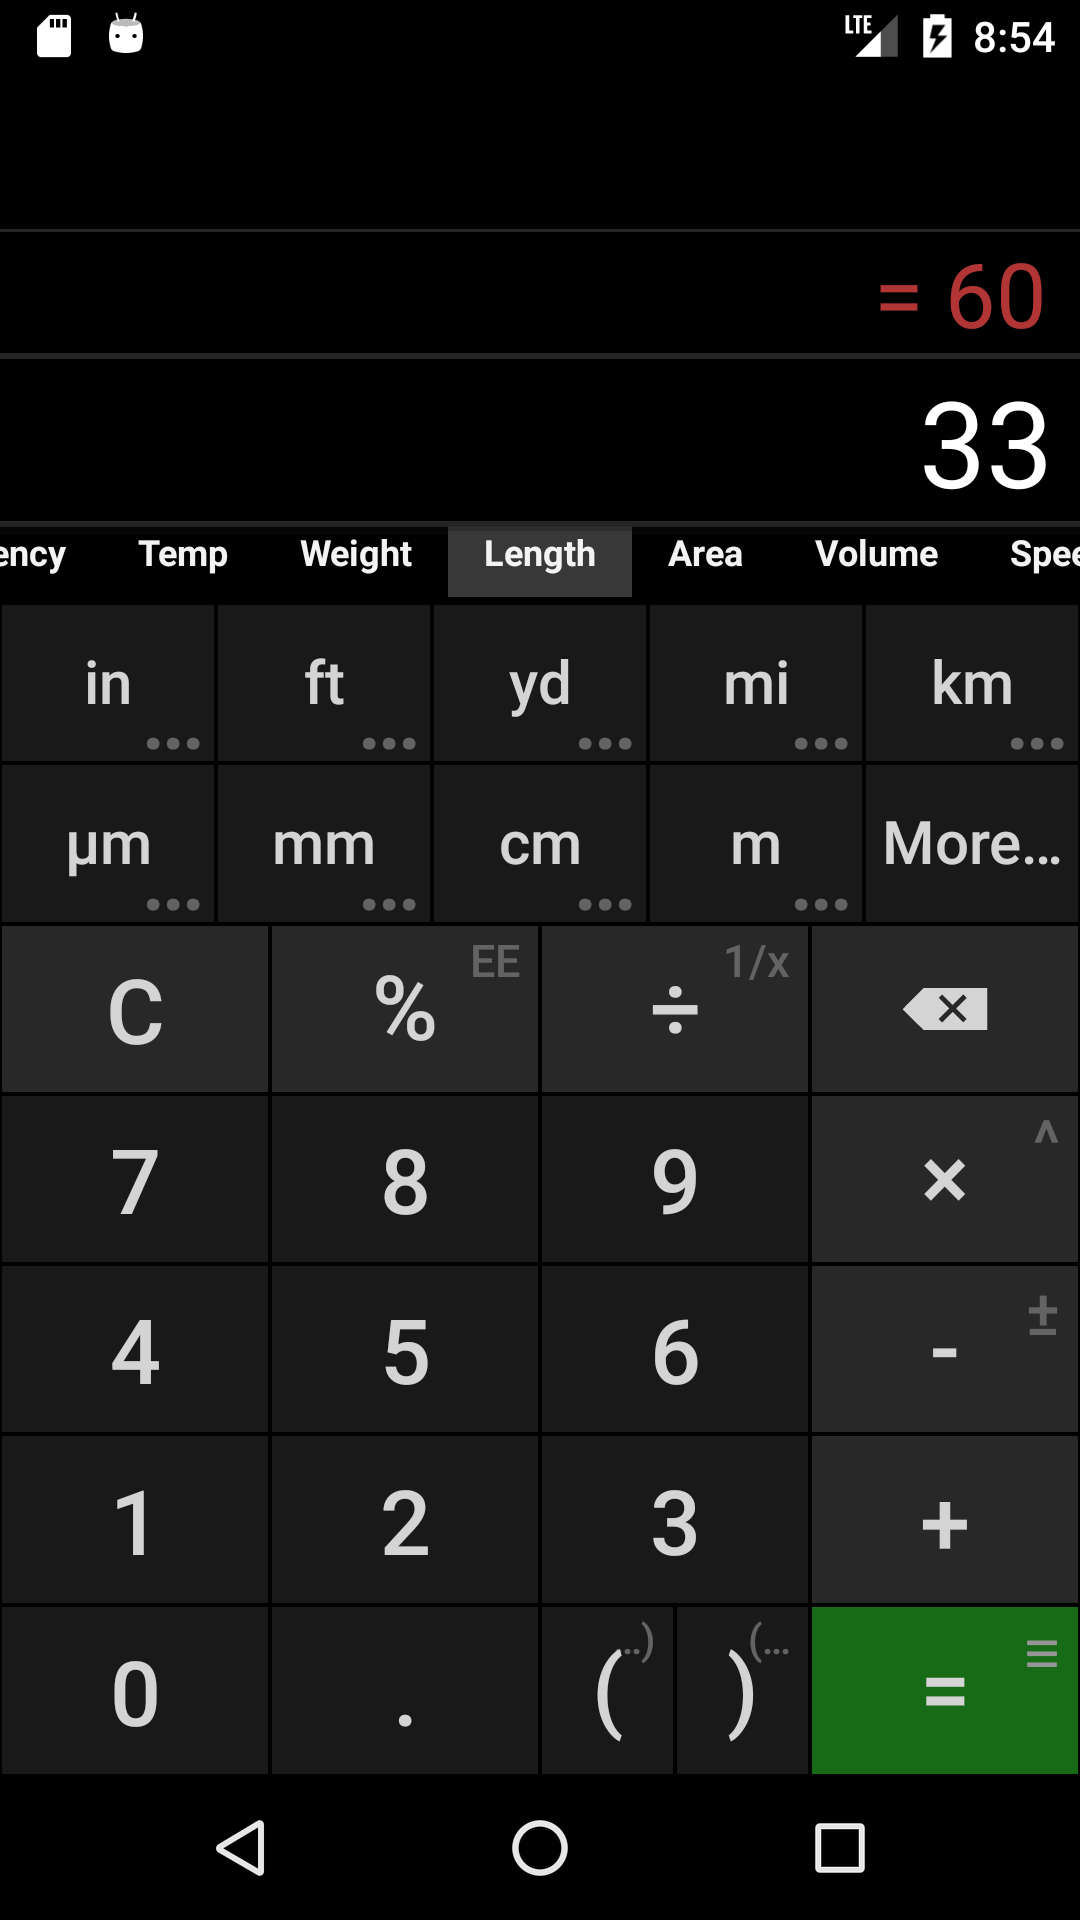 LTE 8:54
= 60
33
ency Temp Weight Length Area Volume Spee
in ft yd mi km
µm mm cm m More...
C % EE ÷ 1/x
7 8 9 × ^
4 5 6 - ±
1 2 3 +
0 . ( ..) ) (... =